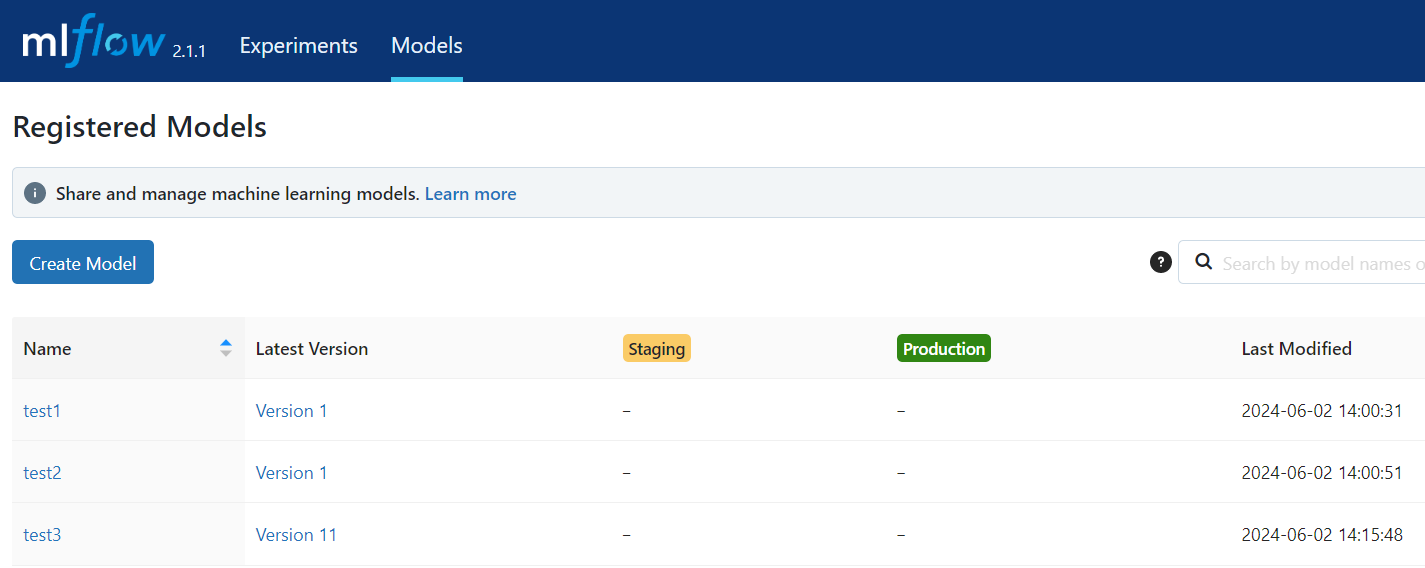 mlflow 2.1.1 Experiments Models
Registered Models
i Share and manage machine learning models. Learn more
Create Model ? Search by model names o
Name Latest Version Staging Production Last Modified
test1 Version 1 – – 2024-06-02 14:00:31
test2 Version 1 – – 2024-06-02 14:00:51
test3 Version 11 – – 2024-06-02 14:15:48